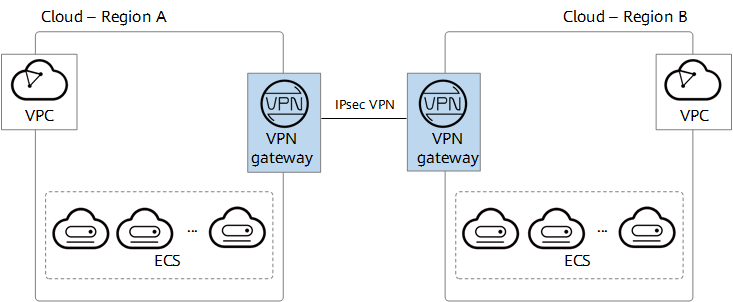 Cloud – Region A
Cloud – Region B
VPC
VPN
VPN
gateway
IPsec VPN
VPN
VPN
gateway
VPC
...
ECS
...
ECS